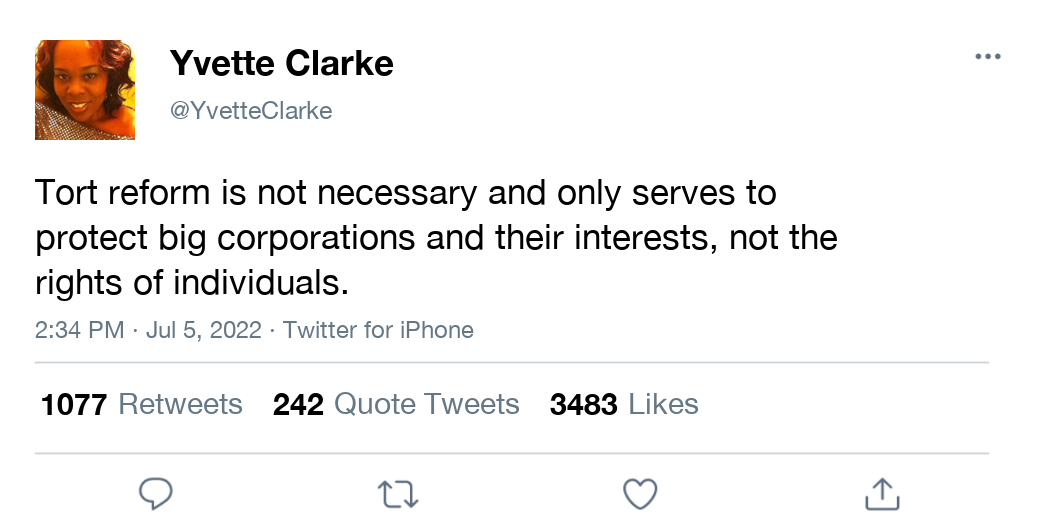 Yvette Clarke
@YvetteClarke
Tort reform is not necessary and only serves to
protect big corporations and their interests, not the
rights of individuals.
2:34 PM · Jul 5, 2022 · Twitter for iPhone
1077 Retweets 242 Quote Tweets 3483 Likes